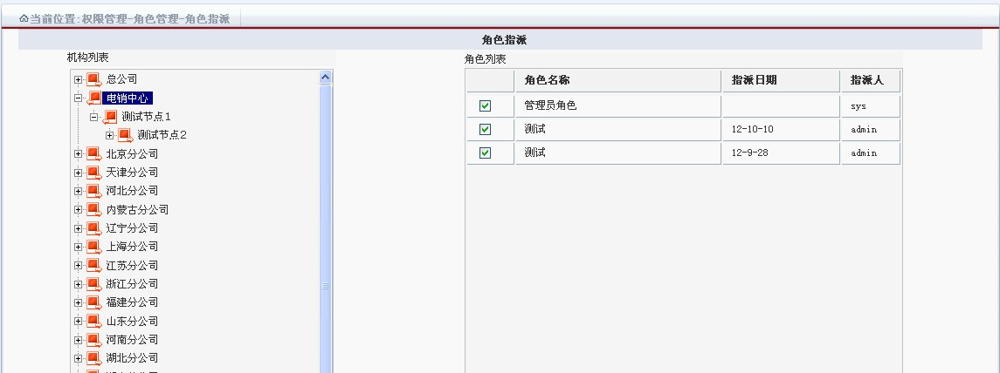 当前位置:权限管理-角色管理-角色指派
角色指派
机构列表
总公司
电销中心
测试节点1
测试节点2
北京分公司
天津分公司
河北分公司
内蒙古分公司
辽宁分公司
上海分公司
江苏分公司
浙江分公司
福建分公司
山东分公司
河南分公司
湖北分公司
角色列表
角色名称 指派日期 指派人
管理员角色 sys
测试 12-10-10 admin
测试 12-9-28 admin